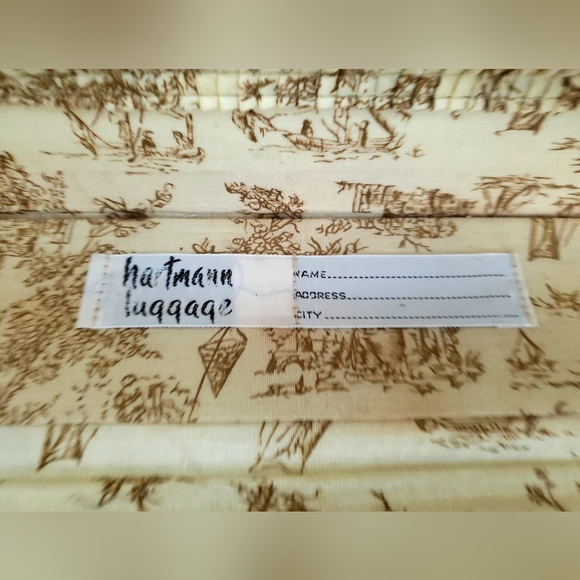 hartmann
luggage
NAME
ADDRESS
CITY